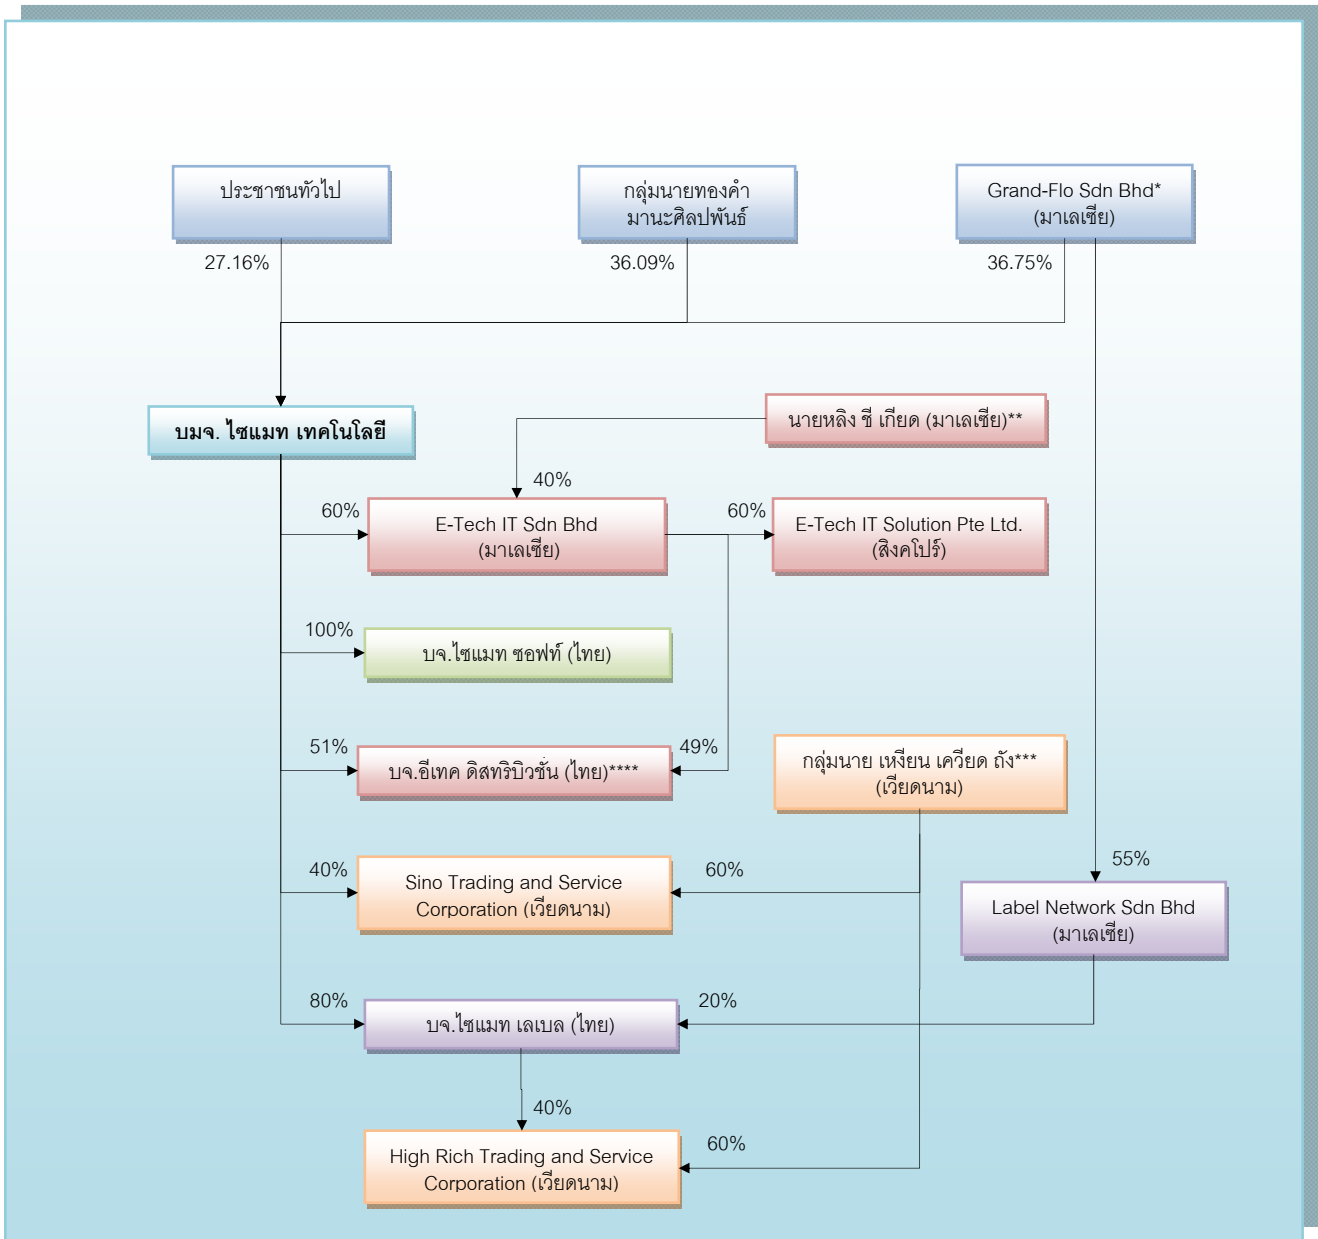 ประชาชนทั่วไป
กลุ่มนายทองคำ
มานะศิลปพันธ์
Grand-Flo Sdn Bhd*
(มาเลเซีย)
27.16%
36.09%
36.75%
บมจ. ไซแมท เทคโนโลยี
นายหลิง ชี เกียด (มาเลเซีย)**
40%
60%
E-Tech IT Sdn Bhd
(มาเลเซีย)
60%
E-Tech IT Solution Pte Ltd.
(สิงคโปร์)
100%
บจ.ไซแมท ซอฟท์ (ไทย)
51%
บจ.อีเทค ดิสทริบิวชั่น (ไทย)****
49%
กลุ่มนาย เหงียน เควียด ถัง***
(เวียดนาม)
40%
Sino Trading and Service
Corporation (เวียดนาม)
60%
55%
Label Network Sdn Bhd
(มาเลเซีย)
80%
บจ.ไซแมท เลเบล (ไทย)
20%
40%
High Rich Trading and Service
Corporation (เวียดนาม)
60%